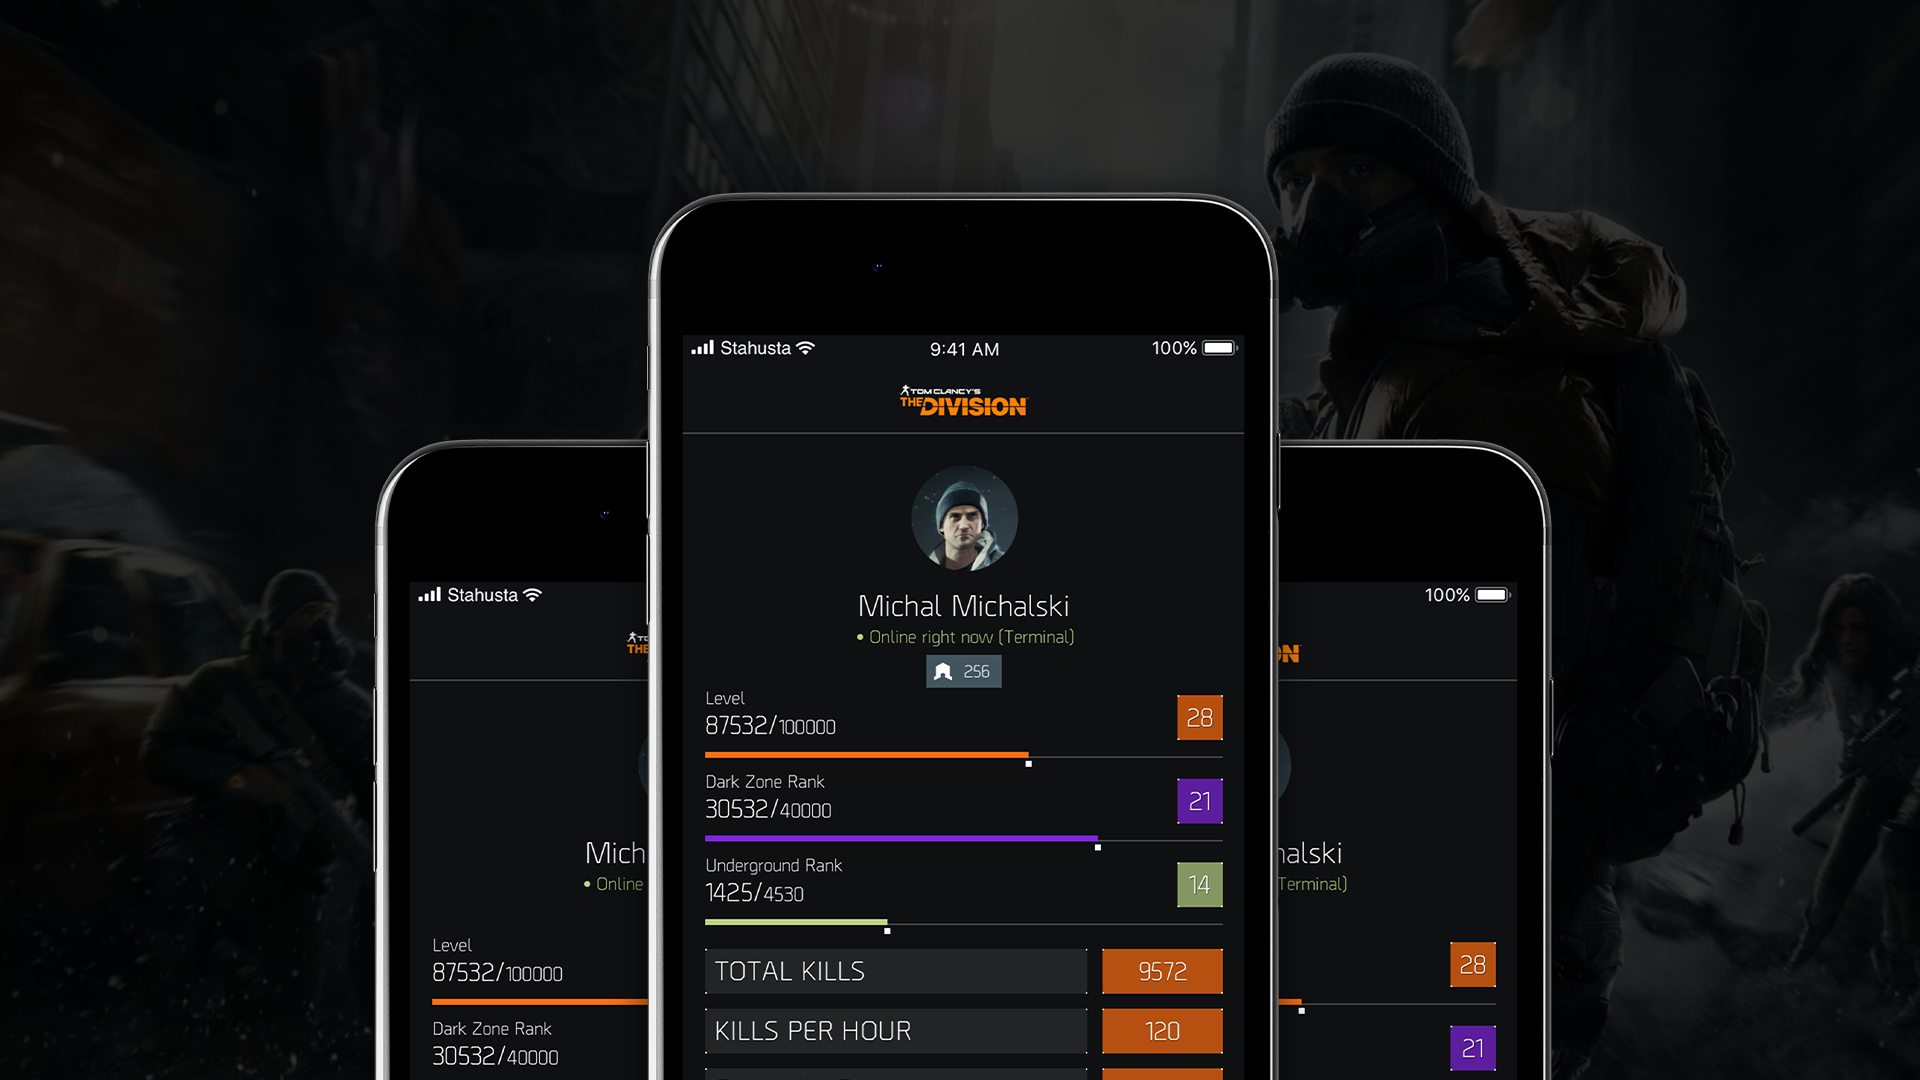 Stahusta
9:41 AM
100%
TOM CLANCY'S
THE DIVISION
Michal Michalski
• Online right now (Terminal)
256
Level
87532/100000
28
Dark Zone Rank
30532/40000
21
Underground Rank
1425/4530
14
TOTAL KILLS
9572
KILLS PER HOUR
120
Stahusta
THE
Mich
• Online
Level
87532/100000
Dark Zone Rank
30532/40000
100%
N
halski
Terminal)
28
21